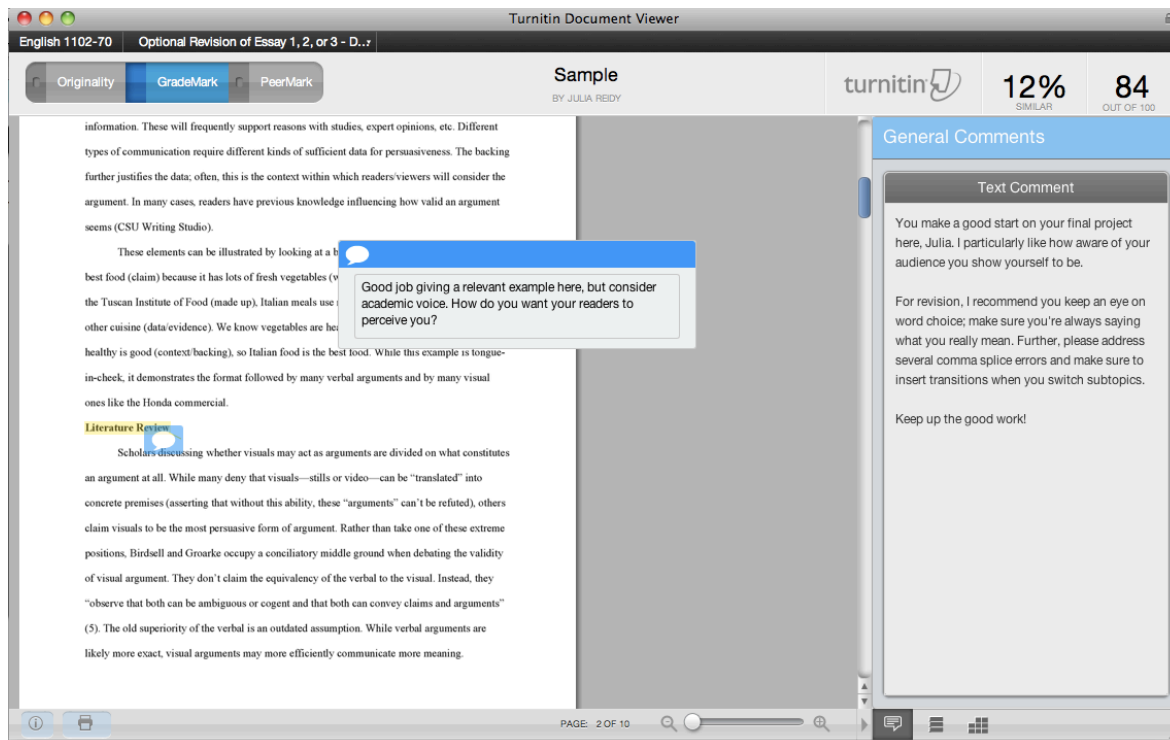 Turnitin Document Viewer
English 1102-70 Optional Revision of Essay 1, 2, or 3 - D...
Originality GradeMark PeerMark
Sample
BY JULIA REIDY
turnitin
12%
SIMILAR
84
OUT OF 100
information. These will frequently support reasons with studies, expert opinions, etc. Different
types of communication require different kinds of sufficient data for persuasiveness. The backing
further justifies the data; often, this is the context within which readers/viewers will consider the
argument. In many cases, readers have previous knowledge influencing how valid an argument
seems (CSU Writing Studio).
These elements can be illustrated by looking at a
best food (claim) because it has lots of fresh vegetables
the Tuscan Institute of Food (made up), Italian meals use
other cuisine (data/evidence). We know vegetables are
healthy is good (context/backing), so Italian food is the best food. While this example is tongue-
in-cheek, it demonstrates the format followed by many verbal arguments and by many visual
ones like the Honda commercial.
Good job giving a relevant example here, but consider
academic voice. How do you want your readers to
perceive you?
Literature Review
Scholars discussing whether visuals may act as arguments are divided on what constitutes
an argument at all. While many deny that visuals—stills or video—can be “translated” into
concrete premises (asserting that without this ability, these “arguments” can’t be refuted), others
claim visuals to be the most persuasive form of argument. Rather than take one of these extreme
positions, Birdsell and Groarke occupy a conciliatory middle ground when debating the validity
of visual argument. They don’t claim the equivalency of the verbal to the visual. Instead, they
“observe that both can be ambiguous or cogent and that both can convey claims and arguments”
(5). The old superiority of the verbal is an outdated assumption. While verbal arguments are
likely more exact, visual arguments may more efficiently communicate more meaning.
General Comments
Text Comment
You make a good start on your final project
here, Julia. I particularly like how aware of your
audience you show yourself to be.
For revision, I recommend you keep an eye on
word choice; make sure you're always saying
what you really mean. Further, please address
several comma splice errors and make sure to
insert transitions when you switch subtopics.
Keep up the good work!
PAGE: 2 OF 10